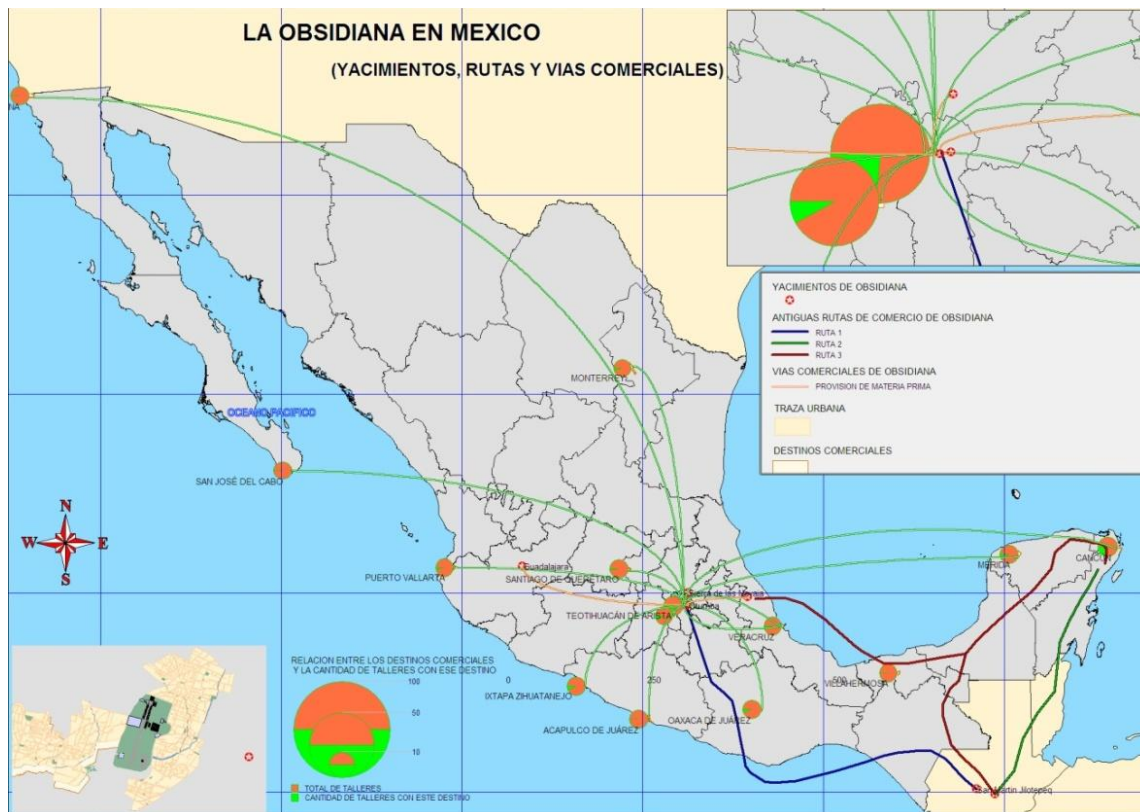 LA OBSIDIANA EN MEXICO
(YACIMIENTOS, RUTAS Y VIAS COMERCIALES)
NA
YACIMIENTOS DE OBSIDIANA
ANTIGUAS RUTAS DE COMERCIO DE OBSIDIANA
RUTA 1
RUTA 2
RUTA 3
VIAS COMERCIALES DE OBSIDIANA
PROVISION DE MATERIA PRIMA
TRAZA URBANA
DESTINOS COMERCIALES
MONTERREY
OCEANO PACIFICO
SAN JOSÉ DEL CABO
N
W E
S
PUERTO VALLARTA
Guadalajara
SANTIAGO DE QUERÉTARO
MERIDA
CANCUN
TEOTIHUACÁN DE ARISTA
VERACRUZ
VILLAHERMOSA
IXTAPA ZIHUATANEJO
ACAPULCO DE JUÁREZ
OAXACA DE JUÁREZ
0 250 500
RELACION ENTRE LOS DESTINOS COMERCIALES
Y LA CANTIDAD DE TALLERES CON ESE DESTINO
100
50
10
TOTAL DE TALLERES
CANTIDAD DE TALLERES CON ESTE DESTINO
San Martin Jilotepeq